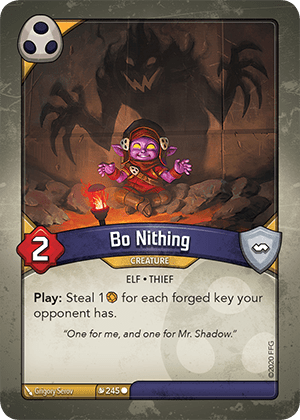 2
Bo Nithing
CREATURE
ELF • THIEF
Play: Steal 1 for each forged key your
opponent has.
"One for me, and one for Mr. Shadow."
Grigory Serov
245
©2020 FFG